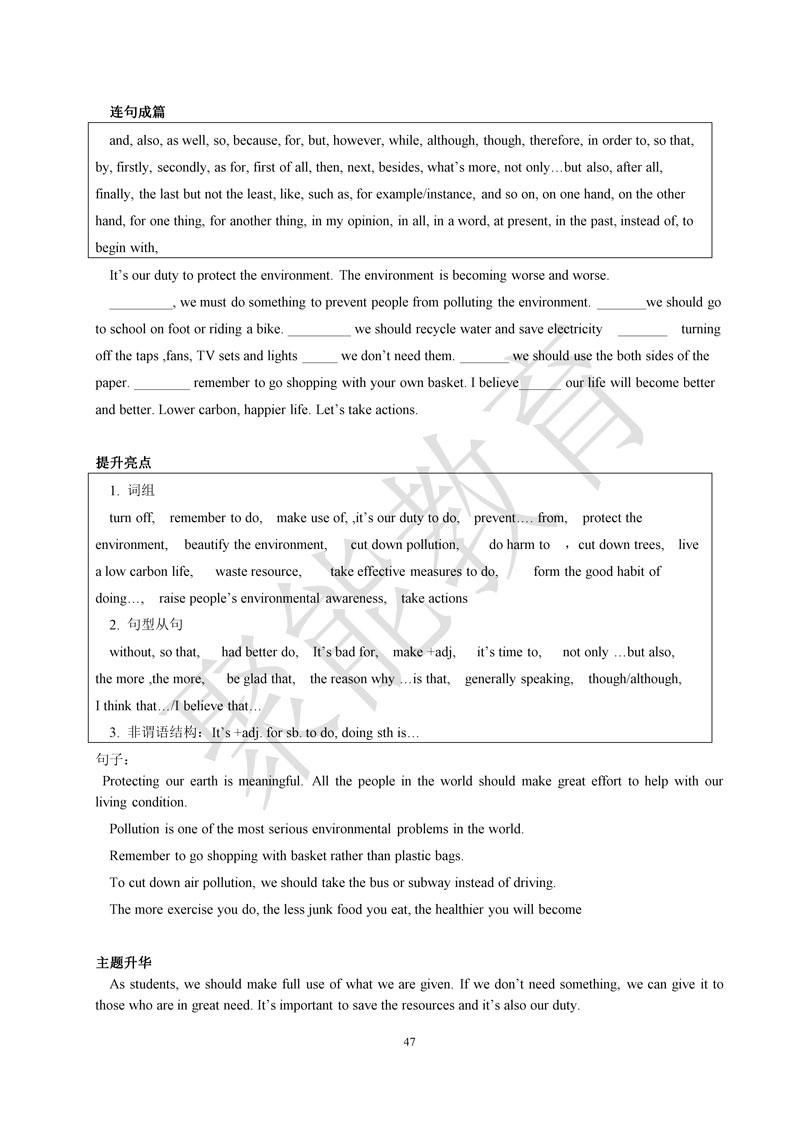 连句成篇
and, also, as well, so, because, for, but, however, while, although, though, therefore, in order to, so that,
by, firstly, secondly, as for, first of all, then, next, besides, what’s more, not only…but also, after all,
finally, the last but not the least, like, such as, for example/instance, and so on, on one hand, on the other
hand, for one thing, for another thing, in my opinion, in all, in a word, at present, in the past, instead of, to
begin with,
It’s our duty to protect the environment. The environment is becoming worse and worse.
_________, we must do something to prevent people from polluting the environment. _______we should go
to school on foot or riding a bike. _________ we should recycle water and save electricity _______ turning
off the taps ,fans, TV sets and lights _____ we don’t need them. _______ we should use the both sides of the
paper. ________ remember to go shopping with your own basket. I believe______ our life will become better
and better. Lower carbon, happier life. Let’s take actions.
提升亮点
1. 词组
turn off, remember to do, make use of, ,it’s our duty to do, prevent…. from, protect the
environment, beautify the environment, cut down pollution, do harm to ，cut down trees, live
a low carbon life, waste resource, take effective measures to do, form the good habit of
doing…, raise people’s environmental awareness, take actions
2. 句型从句
without, so that, had better do, It’s bad for, make +adj, it’s time to, not only …but also,
the more ,the more, be glad that, the reason why …is that, generally speaking, though/although,
I think that…/I believe that…
3. 非谓语结构：It’s +adj. for sb. to do, doing sth is…
句子：
Protecting our earth is meaningful. All the people in the world should make great effort to help with our
living condition.
Pollution is one of the most serious environmental problems in the world.
Remember to go shopping with basket rather than plastic bags.
To cut down air pollution, we should take the bus or subway instead of driving.
The more exercise you do, the less junk food you eat, the healthier you will become
主题升华
As students, we should make full use of what we are given. If we don’t need something, we can give it to
those who are in great need. It’s important to save the resources and it’s also our duty.
47
聚能教育